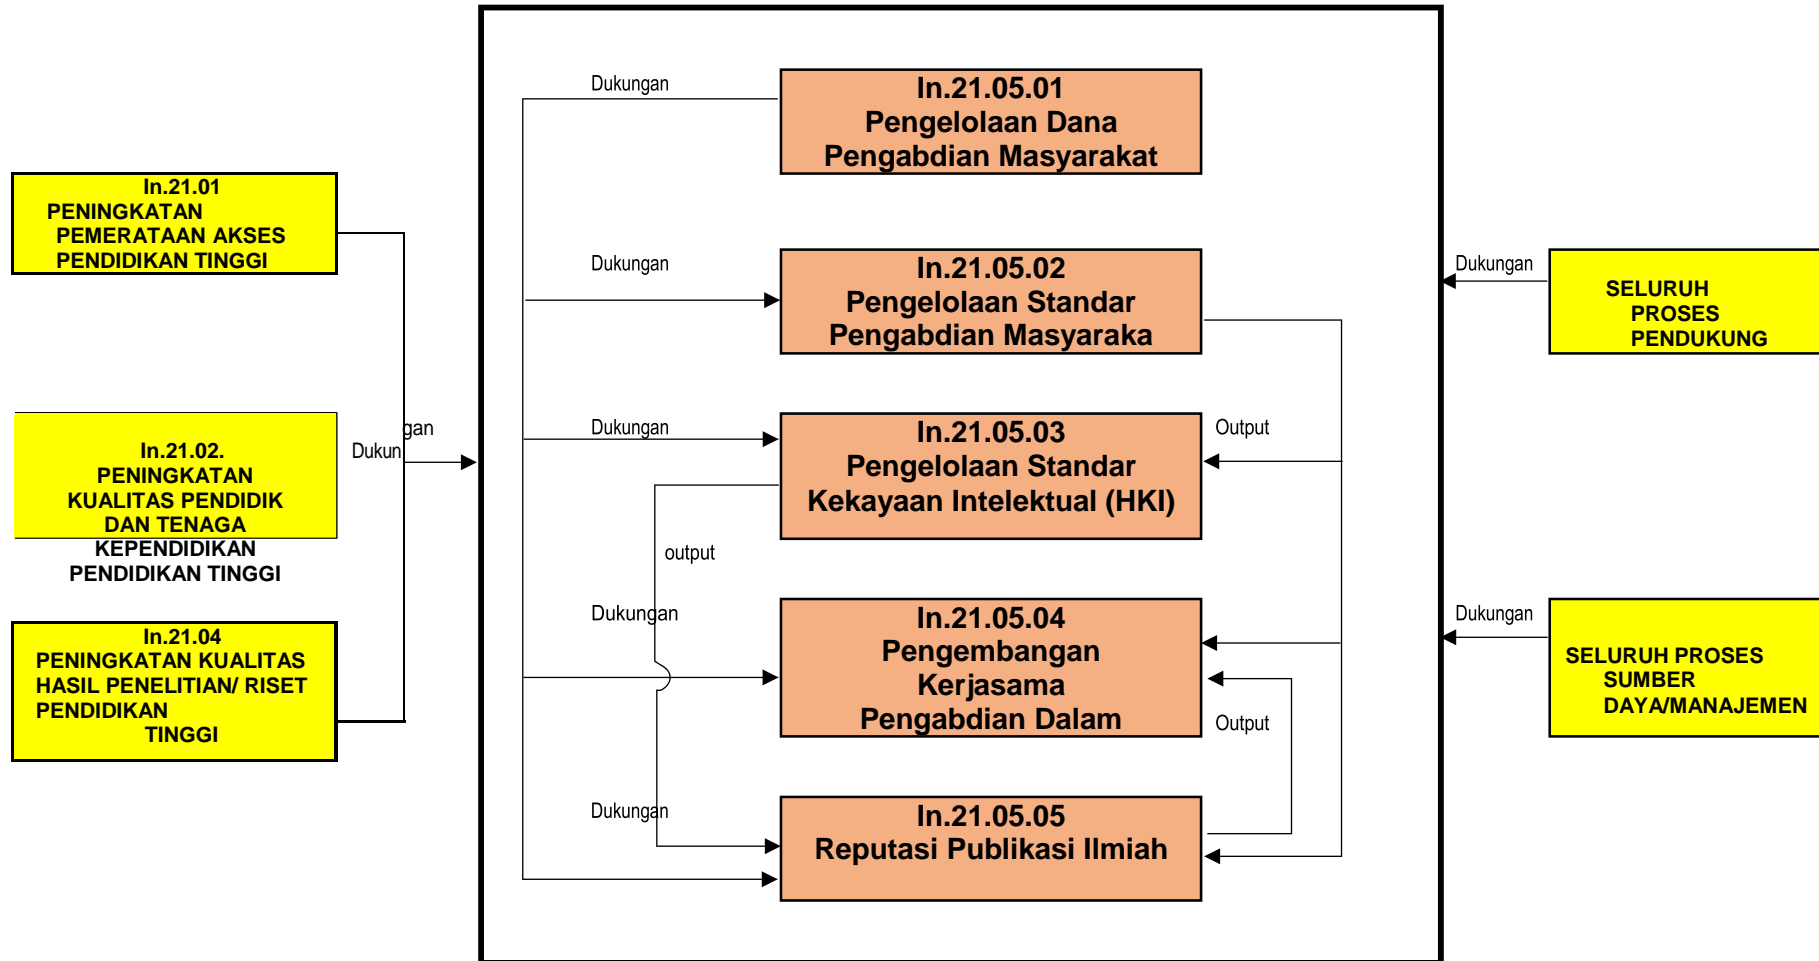 Dukungan
In.21.05.01
Pengelolaan Dana
Pengabdian Masyarakat
In.21.01
PENINGKATAN
PEMERATAAN AKSES
PENDIDIKAN TINGGI
Dukungan
In.21.05.02
Pengelolaan Standar
Pengabdian Masyaraka
Dukungan
SELURUH
PROSES
PENDUKUNG
In.21.02.
PENINGKATAN
KUALITAS PENDIDIK
DAN TENAGA
KEPENDIDIKAN
PENDIDIKAN TINGGI
Dukun
gan
Dukungan
In.21.05.03
Pengelolaan Standar
Kekayaan Intelektual (HKI)
Output
output
In.21.04
PENINGKATAN KUALITAS
HASIL PENELITIAN/ RISET
PENDIDIKAN
TINGGI
Dukungan
In.21.05.04
Pengembangan
Kerjasama
Pengabdian Dalam
Output
Dukungan
SELURUH PROSES
SUMBER
DAYA/MANAJEMEN
Dukungan
In.21.05.05
Reputasi Publikasi Ilmiah